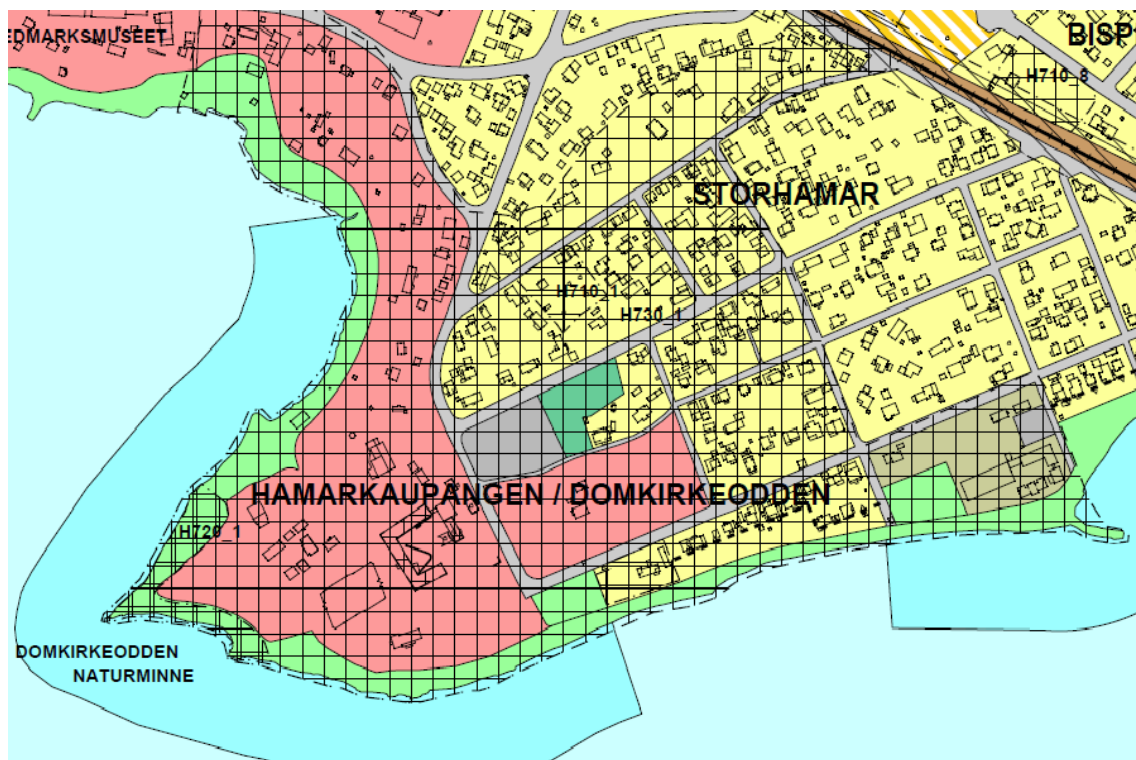 EDMARKSMUSEET
BISP
H710_8
STORHAMAR
H710_1
H730_1
HAMARKAUPANGEN / DOMKIRKEODDEN
H720_1
DOMKIRKEODDEN
NATURMINNE